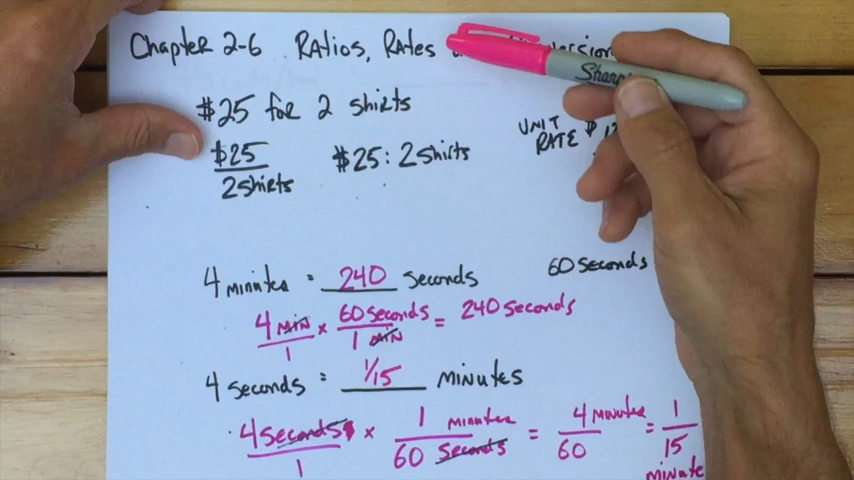 Chapter 2-6 Ratios, Rates
$25 for 2 shirts
$25 / 2 shirts   $25 : 2 shirts   UNIT RATE $
4 minutes = 240 seconds   60 seconds
4 min / 1 x 60 seconds / 1 min = 240 seconds
4 seconds = 1/15 minutes
4 seconds / 1 x 1 minutes / 60 seconds = 4 minutes / 60 = 1 / 15 minute
Sharpie